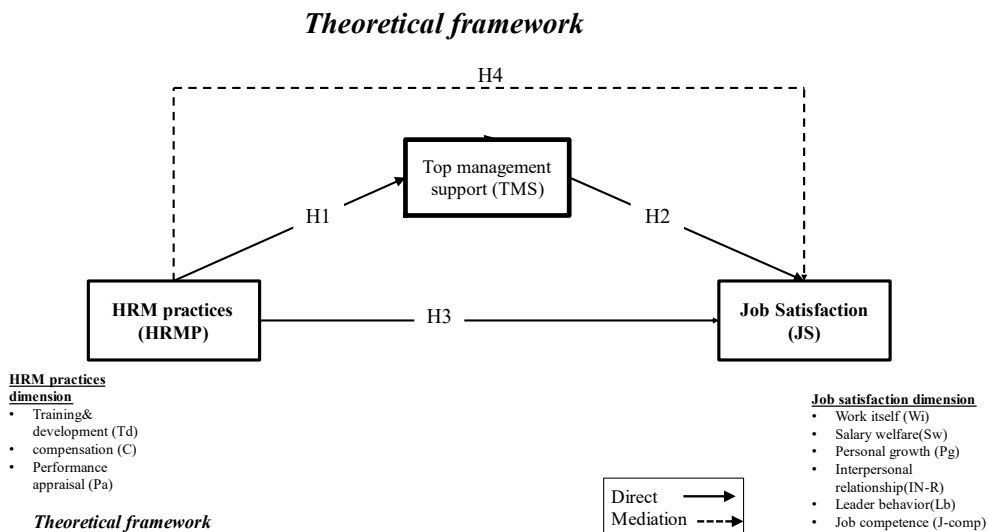 Theoretical framework
H4
Top management
support (TMS)
H1
H2
HRM practices
(HRMP)
H3
Job Satisfaction
(JS)
HRM practices
dimension
• Training&
development (Td)
• compensation (C)
• Performance
appraisal (Pa)
Job satisfaction dimension
• Work itself (Wi)
• Salary welfare(Sw)
• Personal growth (Pg)
• Interpersonal
relationship(IN-R)
• Leader behavior(Lb)
• Job competence (J-comp)
Direct
Mediation
Theoretical framework